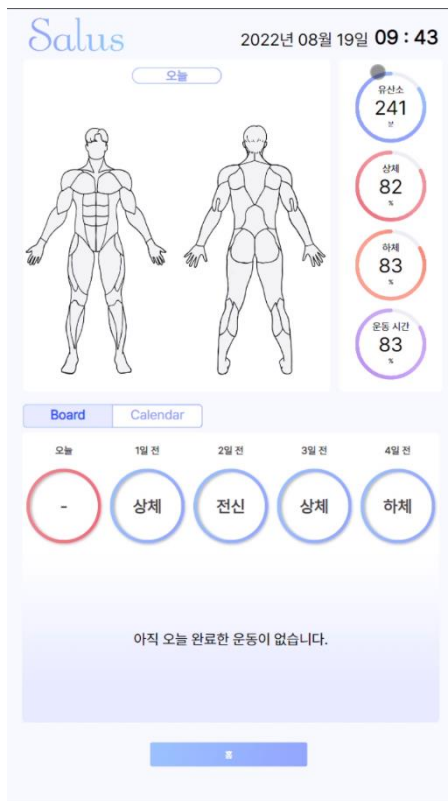 Salus
2022년 08월 19일 09 : 43
오늘
유산소
241
분
상체
82
%
하체
83
%
운동 시간
83
%
Board
Calendar
오늘
1일 전
2일 전
3일 전
4일 전
-
상체
전신
상체
하체
아직 오늘 완료한 운동이 없습니다.
홈